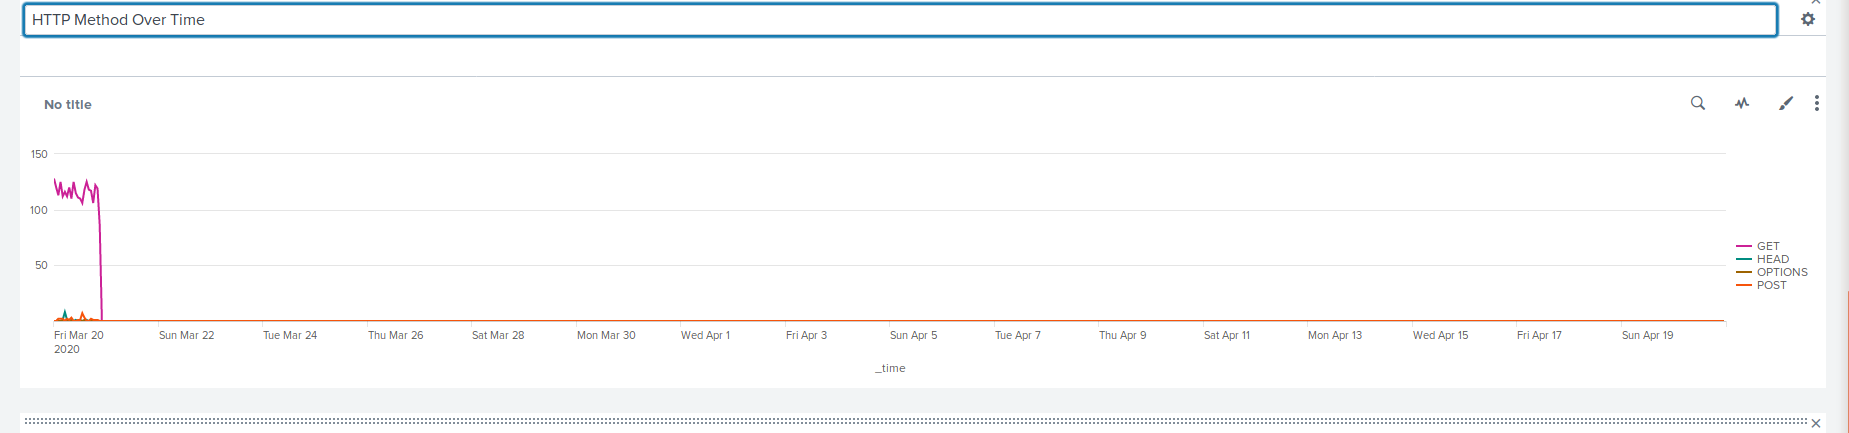 HTTP Method Over Time
No title
150
100
50
GET
HEAD
OPTIONS
POST
Fri Mar 20 Sun Mar 22 Tue Mar 24 Thu Mar 26 Sat Mar 28 Mon Mar 30 Wed Apr 1 Fri Apr 3 Sun Apr 5 Tue Apr 7 Thu Apr 9 Sat Apr 11 Mon Apr 13 Wed Apr 15 Fri Apr 17 Sun Apr 19
2020
_time